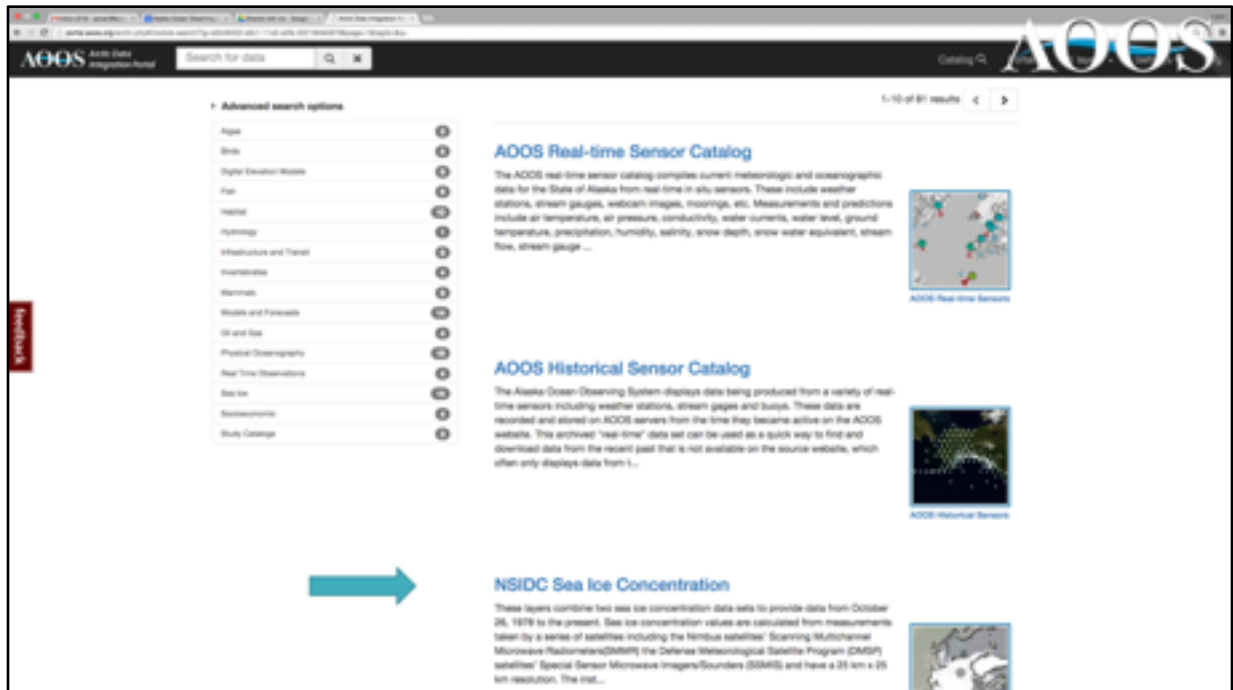 AOOS Arctic Data
Integration Portal
Search for data
Catalog
AOOS
Advanced search options
1-10 of 81 results
Algae
Birds
Digital Elevation Models
Fish
Habitat
Hydrology
Infrastructure and Transit
Invertebrates
Mammals
Models and Forecasts
Oil and Gas
Physical Oceanography
Real Time Observations
Sea Ice
Socioeconomic
Study Catalogs
feedback
AOOS Real-time Sensor Catalog
The AOOS real-time sensor catalog compiles current meteorologic and oceanographic
data for the State of Alaska from real-time in situ sensors. These include weather
stations, stream gauges, webcam images, moorings, etc. Measurements and predictions
include air temperature, air pressure, conductivity, water currents, water level, ground
temperature, precipitation, humidity, salinity, snow depth, snow water equivalent, stream
flow, stream gauge ...
AOOS Real-time Sensors
AOOS Historical Sensor Catalog
The Alaska Ocean Observing System displays data being produced from a variety of real-
time sensors including weather stations, stream gages and buoys. These data are
recorded and stored on AOOS servers from the time they became active on the AOOS
website. This archived "real-time" data set can be used as a quick way to find and
download data from the recent past that is not available on the source website, which
often only displays data from t...
AOOS Historical Sensors
NSIDC Sea Ice Concentration
These layers combine two sea ice concentration data sets to provide data from October
26, 1978 to the present. Sea ice concentration values are calculated from measurements
taken by a series of satellites including the Nimbus satellites' Scanning Multichannel
Microwave Radiometers(SMMR) the Defense Meteorological Satellite Program (DMSP)
satellites' Special Sensor Microwave Imagers/Sounders (SSMIS) and have a 25 km x 25
km resolution. The inst...